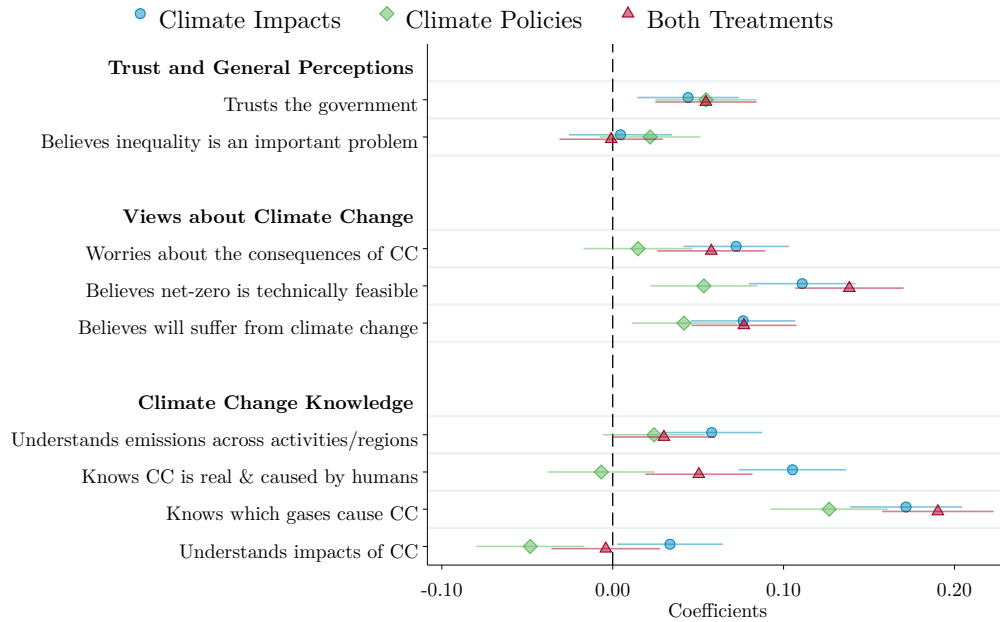 Climate Impacts Climate Policies Both Treatments
Trust and General Perceptions
Trusts the government
Believes inequality is an important problem
Views about Climate Change
Worries about the consequences of CC
Believes net-zero is technically feasible
Believes will suffer from climate change
Climate Change Knowledge
Understands emissions across activities/regions
Knows CC is real & caused by humans
Knows which gases cause CC
Understands impacts of CC
-0.10 0.00 0.10 0.20
Coefficients